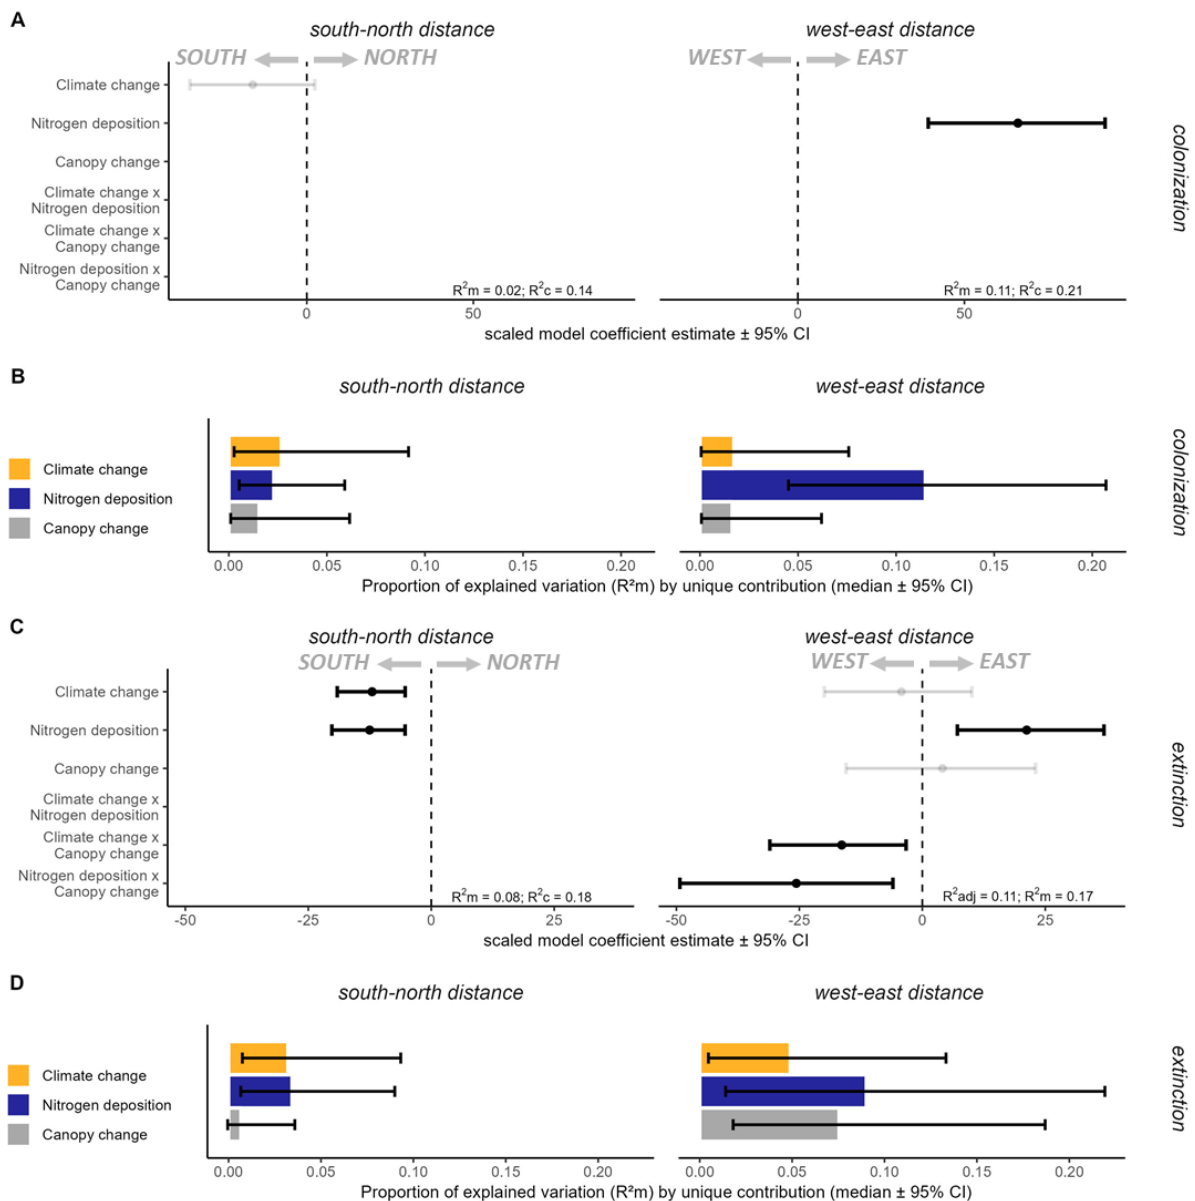 A
south-north distance
west-east distance
SOUTH NORTH
WEST EAST
Climate change
Nitrogen deposition
Canopy change
Climate change x
Nitrogen deposition
Climate change x
Canopy change
Nitrogen deposition x
Canopy change
R²m = 0.02; R²c = 0.14
R²m = 0.11; R²c = 0.21
0 50
0 50
scaled model coefficient estimate ± 95% CI
colonization
B
south-north distance
west-east distance
Climate change
Nitrogen deposition
Canopy change
0.00 0.05 0.10 0.15 0.20
0.00 0.05 0.10 0.15 0.20
Proportion of explained variation (R²m) by unique contribution (median ± 95% CI)
colonization
C
south-north distance
west-east distance
SOUTH NORTH
WEST EAST
Climate change
Nitrogen deposition
Canopy change
Climate change x
Nitrogen deposition
Climate change x
Canopy change
Nitrogen deposition x
Canopy change
R²m = 0.08; R²c = 0.18
R²adj = 0.11; R²m = 0.17
-50 -25 0 25
-50 -25 0 25
scaled model coefficient estimate ± 95% CI
extinction
D
south-north distance
west-east distance
Climate change
Nitrogen deposition
Canopy change
0.00 0.05 0.10 0.15 0.20
0.00 0.05 0.10 0.15 0.20
Proportion of explained variation (R²m) by unique contribution (median ± 95% CI)
extinction